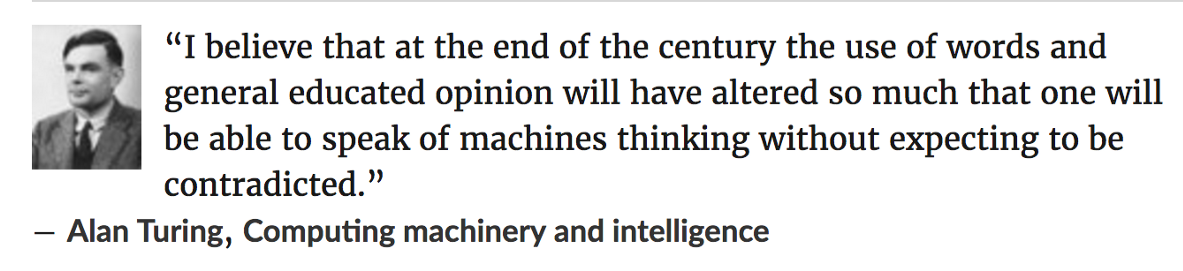 “I believe that at the end of the century the use of words and
general educated opinion will have altered so much that one will
be able to speak of machines thinking without expecting to be
contradicted.”
— Alan Turing, Computing machinery and intelligence